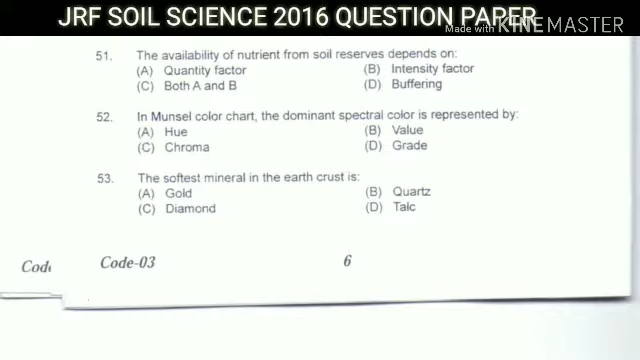 JRF SOIL SCIENCE 2016 QUESTION PAPER
Made with KINEMASTER
51. The availability of nutrient from soil reserves depends on:
(A) Quantity factor (B) Intensity factor
(C) Both A and B (D) Buffering
52. In Munsel color chart, the dominant spectral color is represented by:
(A) Hue (B) Value
(C) Chroma (D) Grade
53. The softest mineral in the earth crust is:
(A) Gold (B) Quartz
(C) Diamond (D) Talc
Code-03 6